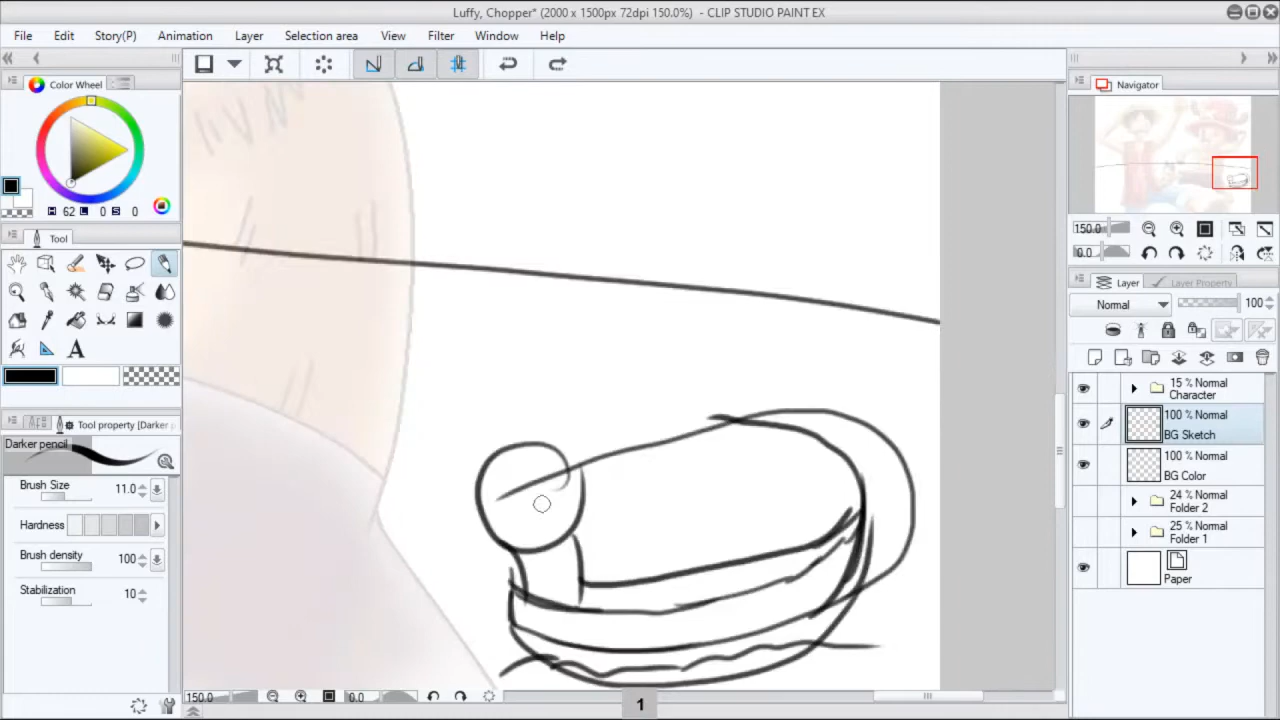 Luffy, Chopper* (2000 x 1500px 72dpi 150.0%) - CLIP STUDIO PAINT EX
File Edit Story(P) Animation Layer Selection area View Filter Window Help
Color Wheel
Navigator
H 62 L 0 S 0
150.0
0.0
Tool
Layer
Layer Property
Normal
100
A
15 % Normal
Character
100 % Normal
BG Sketch
100 % Normal
BG Color
24 % Normal
Folder 2
25 % Normal
Folder 1
Paper
Tool property [Darker p
Darker pencil
Brush Size 11.0
Hardness
Brush density 100
Stabilization 10
150.0
0.0
1